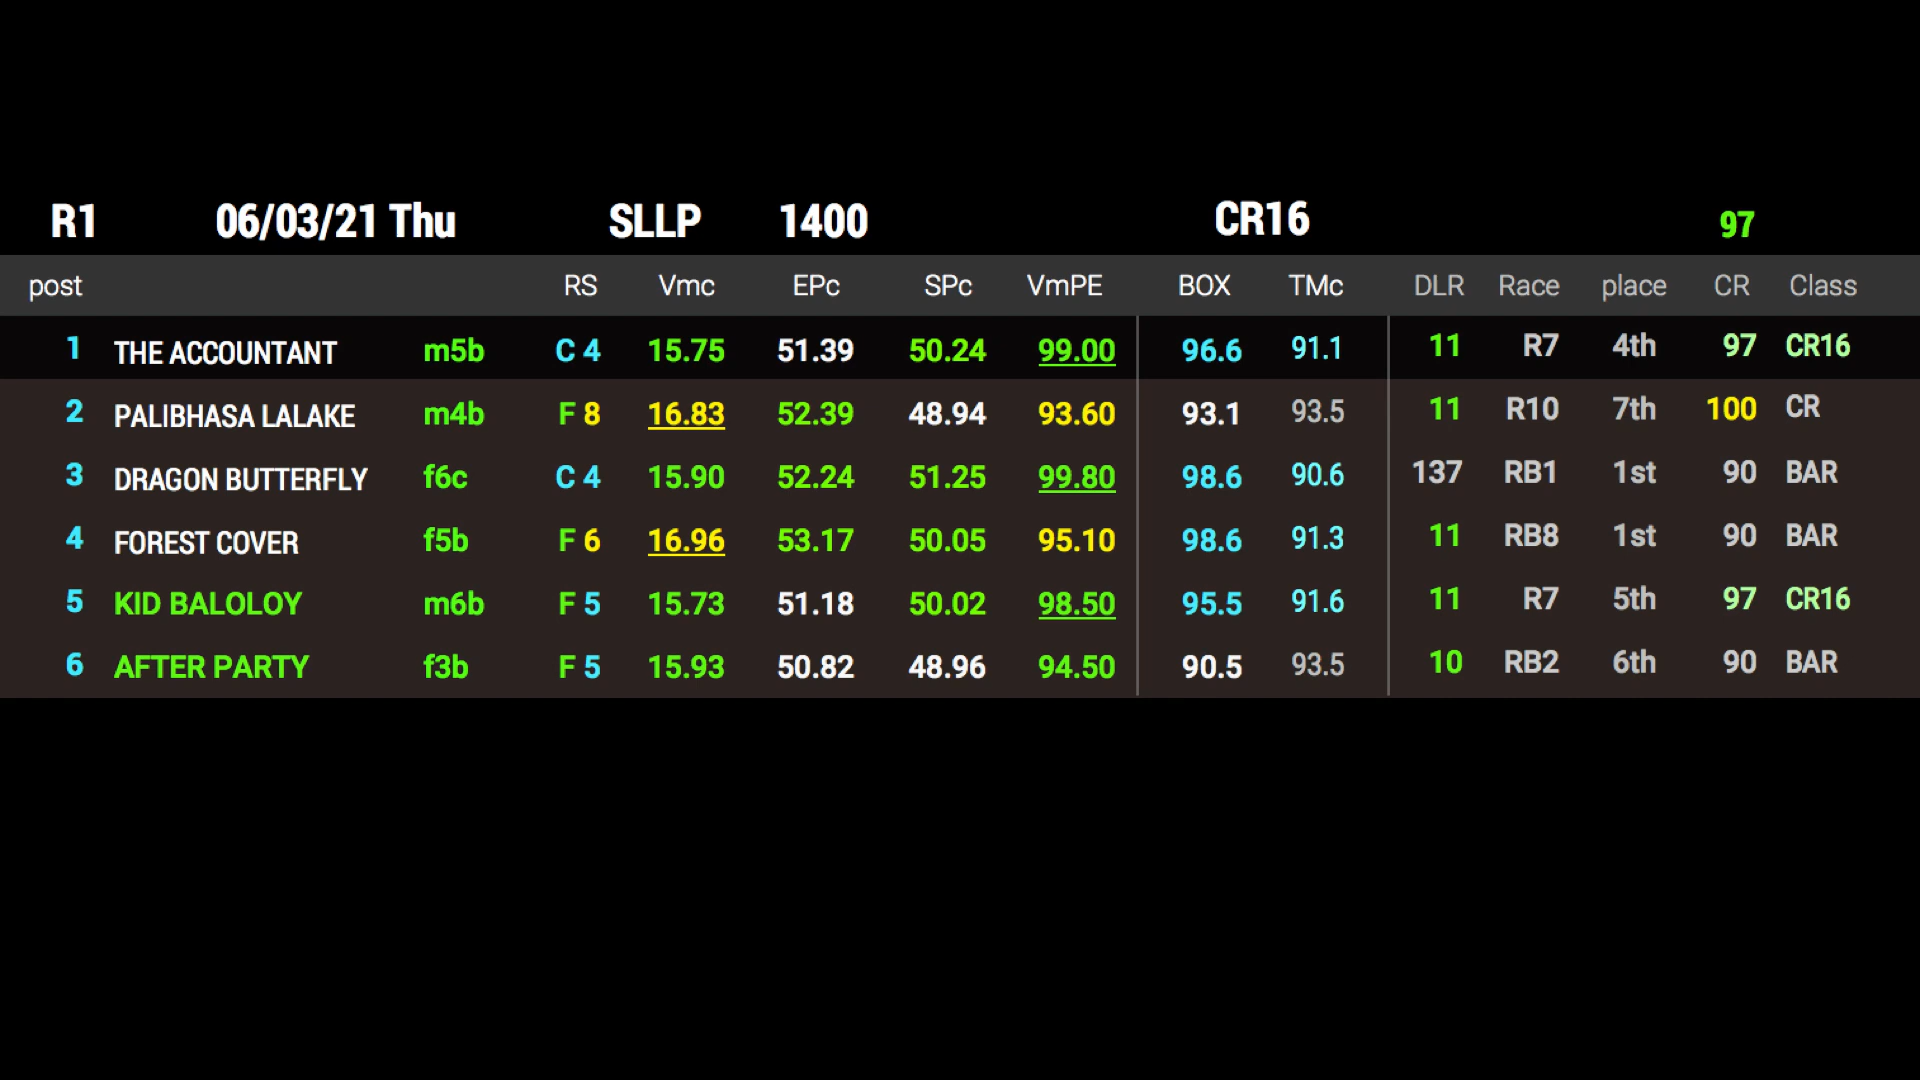 R1 06/03/21 Thu SLLP 1400 CR16 97
post RS Vmc EPc SPc VmPE BOX TMc DLR Race place CR Class
1 THE ACCOUNTANT m5b C 4 15.75 51.39 50.24 99.00 96.6 91.1 11 R7 4th 97 CR16
2 PALIBHASA LALAKE m4b F 8 16.83 52.39 48.94 93.60 93.1 93.5 11 R10 7th 100 CR
3 DRAGON BUTTERFLY f6c C 4 15.90 52.24 51.25 99.80 98.6 90.6 137 RB1 1st 90 BAR
4 FOREST COVER f5b F 6 16.96 53.17 50.05 95.10 98.6 91.3 11 RB8 1st 90 BAR
5 KID BALOLOY m6b F 5 15.73 51.18 50.02 98.50 95.5 91.6 11 R7 5th 97 CR16
6 AFTER PARTY f3b F 5 15.93 50.82 48.96 94.50 90.5 93.5 10 RB2 6th 90 BAR